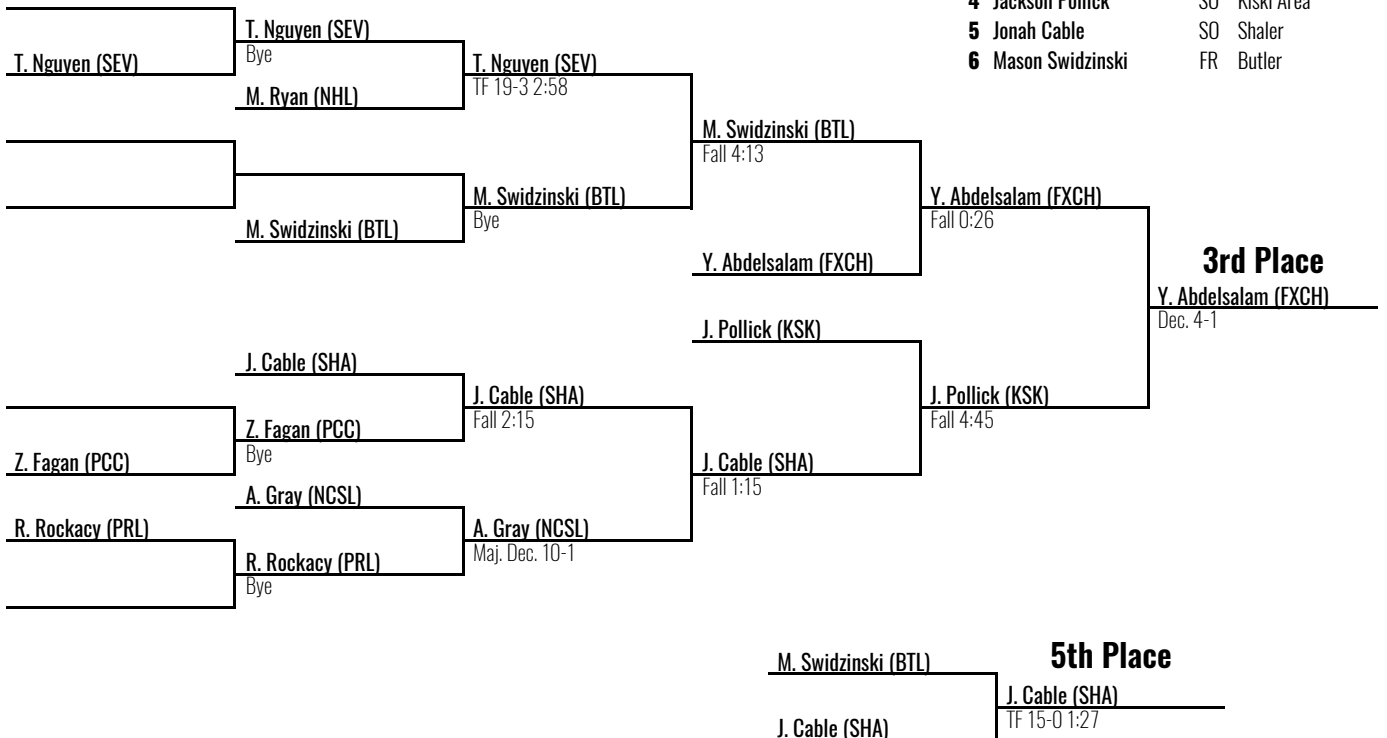 4 Jackson Pollick SO Kiski Area
5 Jonah Cable SO Shaler
6 Mason Swidzinski FR Butler
T. Nguyen (SEV)
T. Nguyen (SEV)
Bye
M. Ryan (NHL)
T. Nguyen (SEV)
TF 19-3 2:58
M. Swidzinski (BTL)
M. Swidzinski (BTL)
Bye
M. Swidzinski (BTL)
Fall 4:13
Y. Abdelsalam (FXCH)
Y. Abdelsalam (FXCH)
Fall 0:26
3rd Place
Y. Abdelsalam (FXCH)
Dec. 4-1
J. Pollick (KSK)
J. Pollick (KSK)
Fall 4:45
J. Cable (SHA)
J. Cable (SHA)
Fall 2:15
Z. Fagan (PCC)
Bye
Z. Fagan (PCC)
J. Cable (SHA)
Fall 1:15
A. Gray (NCSL)
R. Rockacy (PRL)
A. Gray (NCSL)
Maj. Dec. 10-1
R. Rockacy (PRL)
Bye
5th Place
M. Swidzinski (BTL)
J. Cable (SHA)
TF 15-0 1:27
J. Cable (SHA)